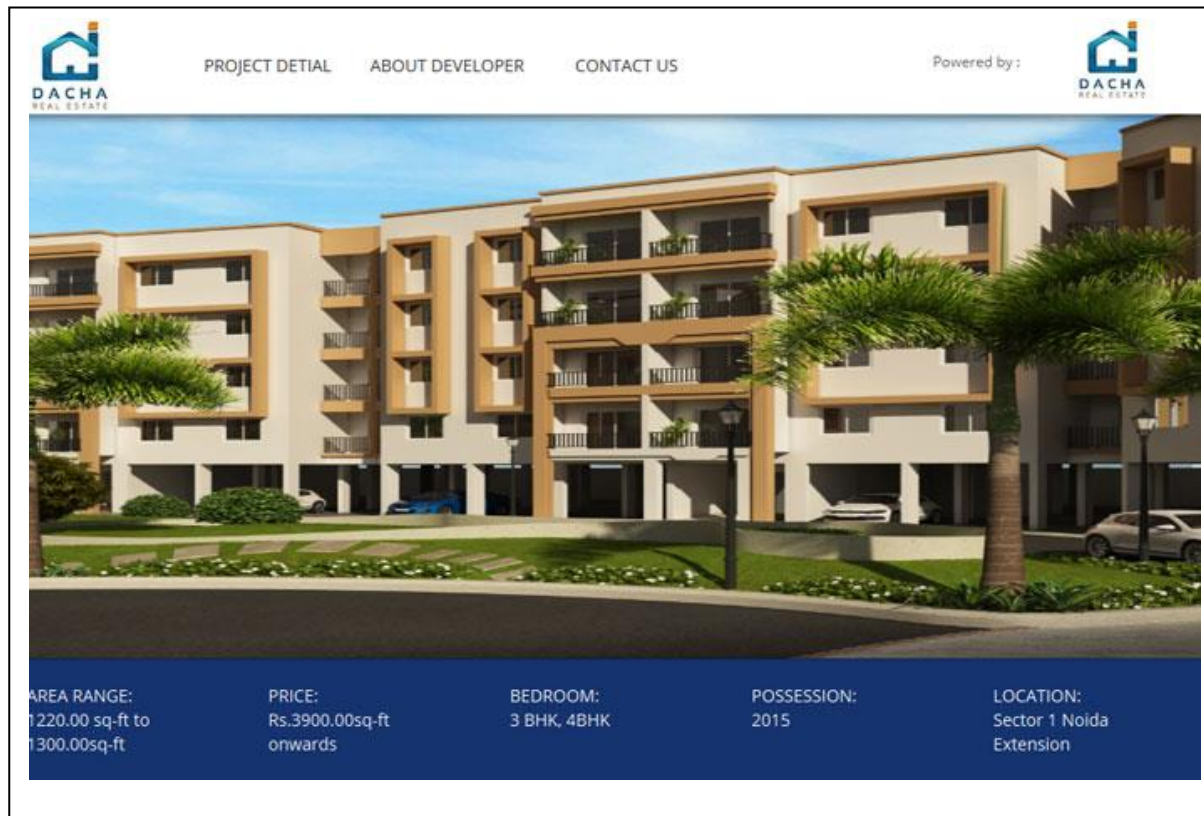 DACHA
REAL ESTATE
PROJECT DETIAL
ABOUT DEVELOPER
CONTACT US
Powered by :
DACHA
REAL ESTATE
AREA RANGE:
1220.00 sq-ft to
1300.00sq-ft
PRICE:
Rs.3900.00sq-ft
onwards
BEDROOM:
3 BHK, 4BHK
POSSESSION:
2015
LOCATION:
Sector 1 Noida
Extension